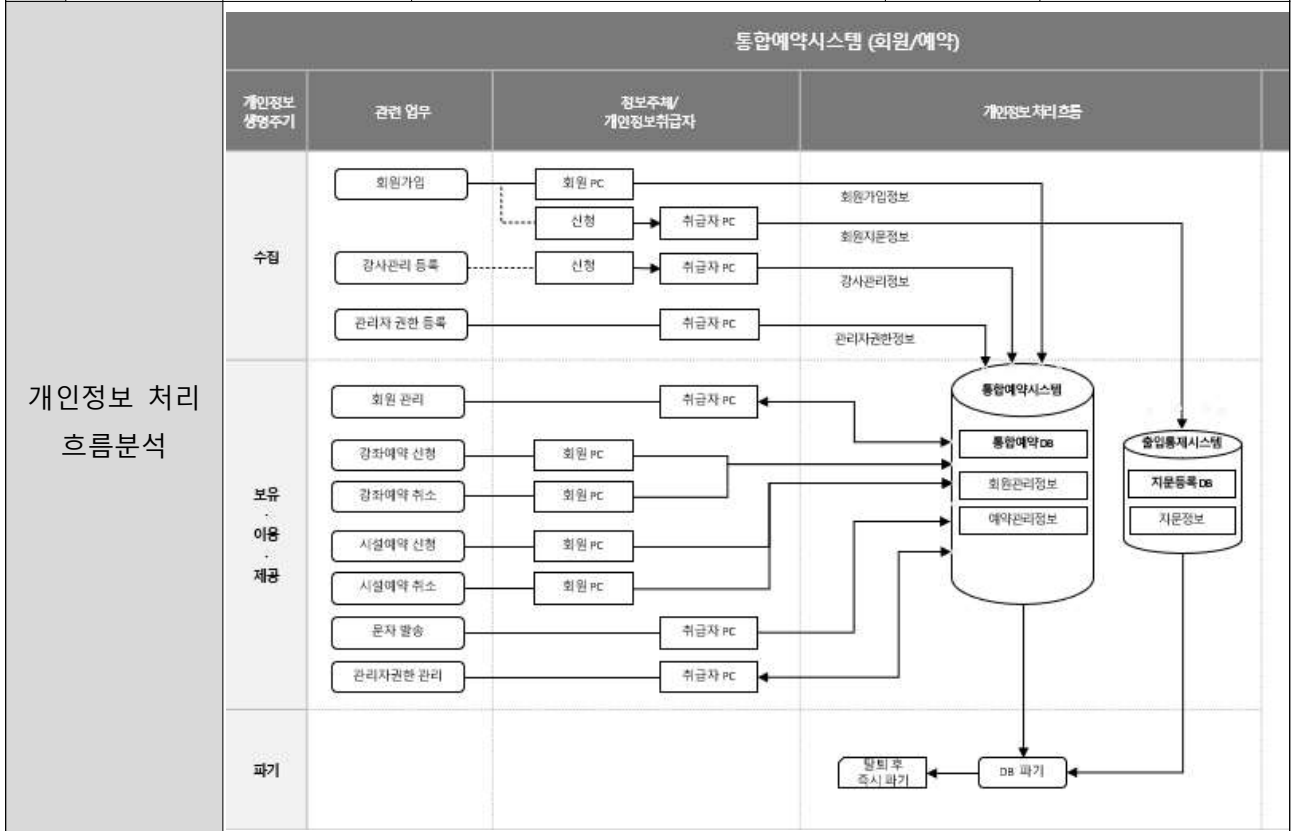 통합예약시스템 (회원/예약)
개인정보
생명주기
관련 업무
정보주체/
개인정보취급자
개인정보 처리 흐름
개인정보 처리
흐름분석
수집
회원가입
회원 PC
회원가입정보
신청
취급자 PC
회원지문정보
강사관리 등록
신청
취급자 PC
강사관리정보
관리자 권한 등록
취급자 PC
관리자권한정보
보유
·
이용
·
제공
회원 관리
취급자 PC
강좌예약 신청
회원 PC
강좌예약 취소
회원 PC
시설예약 신청
회원 PC
시설예약 취소
회원 PC
문자 발송
취급자 PC
관리자권한 관리
취급자 PC
통합예약시스템
통합예약 DB
회원관리정보
예약관리정보
출입통제시스템
지문등록 DB
지문정보
파기
탈퇴 후
즉시 파기
DB 파기